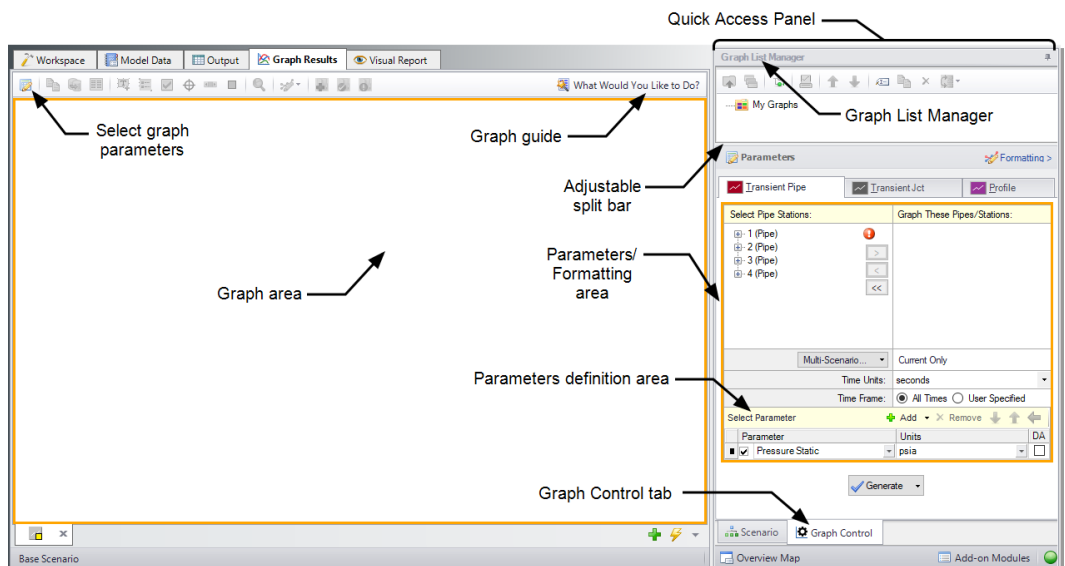 Quick Access Panel
Workspace Model Data Output Graph Results Visual Report
Graph List Manager
What Would You Like to Do?
My Graphs
Select graph
parameters
Graph guide
Graph List Manager
Parameters Formatting >
Adjustable
split bar
Transient Pipe Transient Jct Profile
Select Pipe Stations: Graph These Pipes/Stations:
1 (Pipe)
2 (Pipe)
3 (Pipe)
4 (Pipe)
> 
<
<<
Parameters/
Formatting
area
Graph area
Multi-Scenario... Current Only
Time Units: seconds
Time Frame: All Times User Specified
Parameters definition area
Select Parameter Add Remove
Parameter Units DA
Pressure Static psia
Generate
Graph Control tab
Scenario Graph Control
Base Scenario
Overview Map Add-on Modules